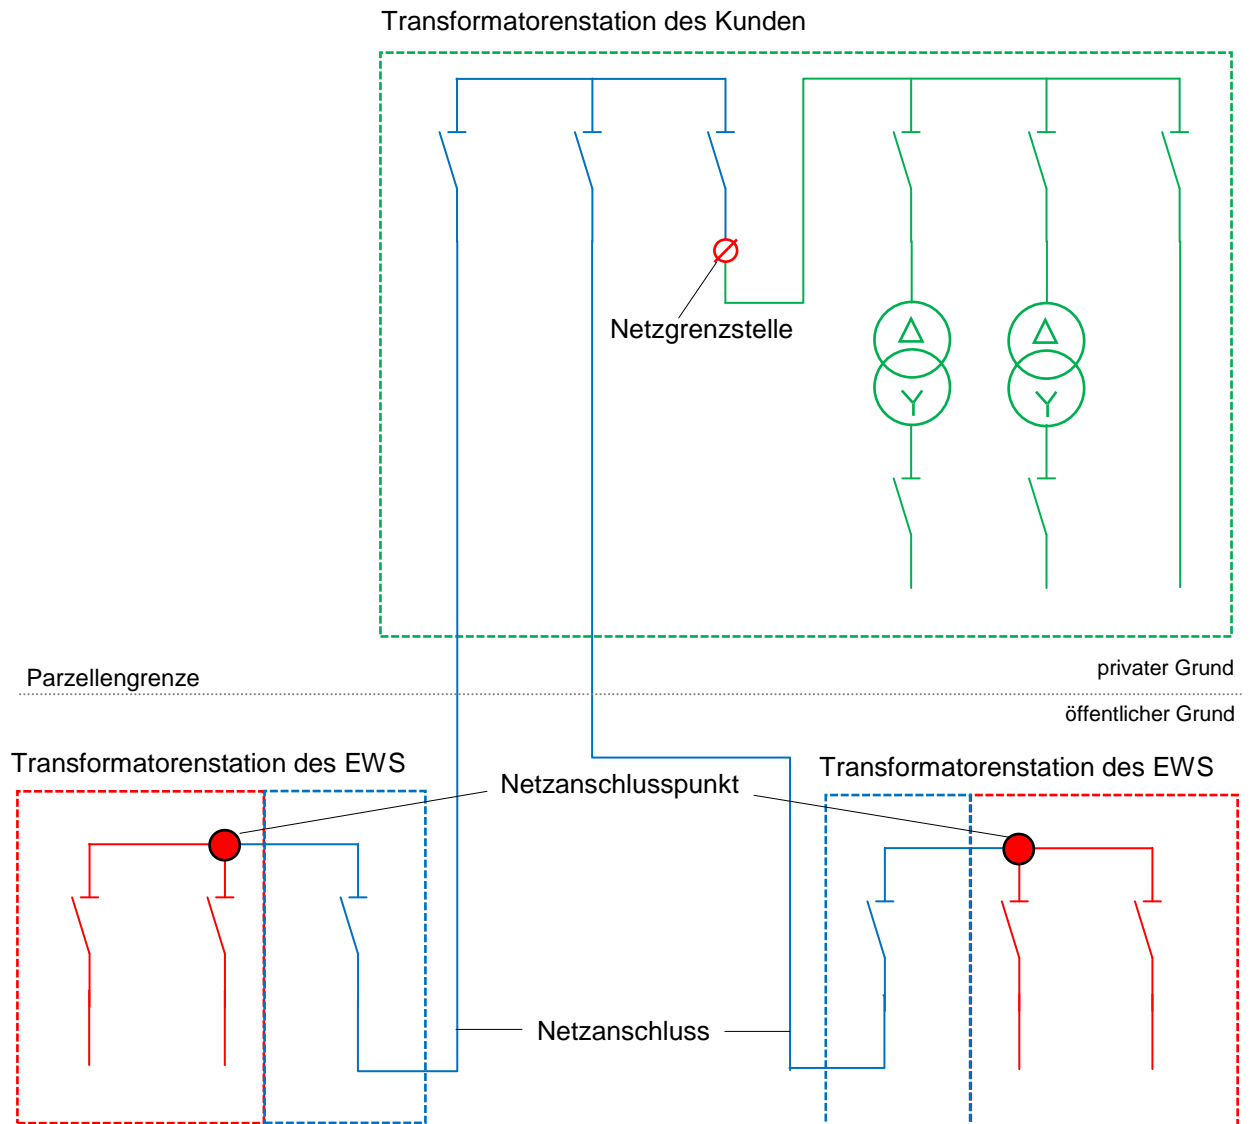 Transformatorenstation des Kunden
Netzgrenzstelle
Parzellengrenze
privater Grund
öffentlicher Grund
Transformatorenstation des EWS
Netzanschlusspunkt
Transformatorenstation des EWS
Netzanschluss